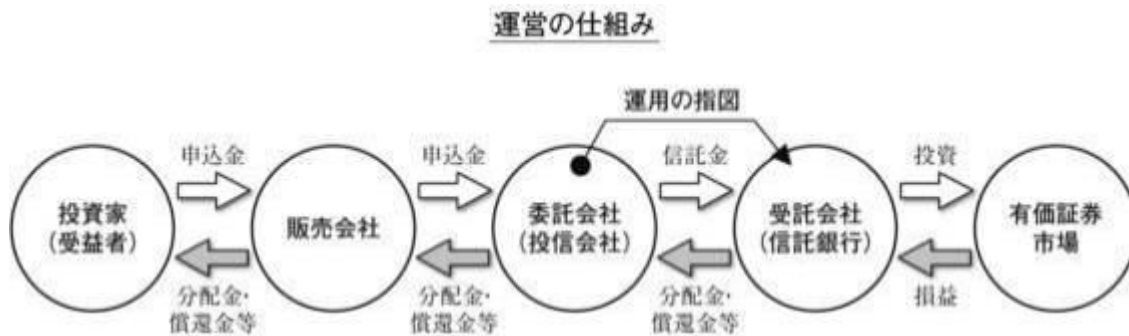 運営の仕組み
運用の指図
申込金
申込金
信託金
投資
投資家
(受益者)
販売会社
委託会社
(投信会社)
受託会社
(信託銀行)
有価証券
市場
分配金・
償還金等
分配金・
償還金等
分配金・
償還金等
損益